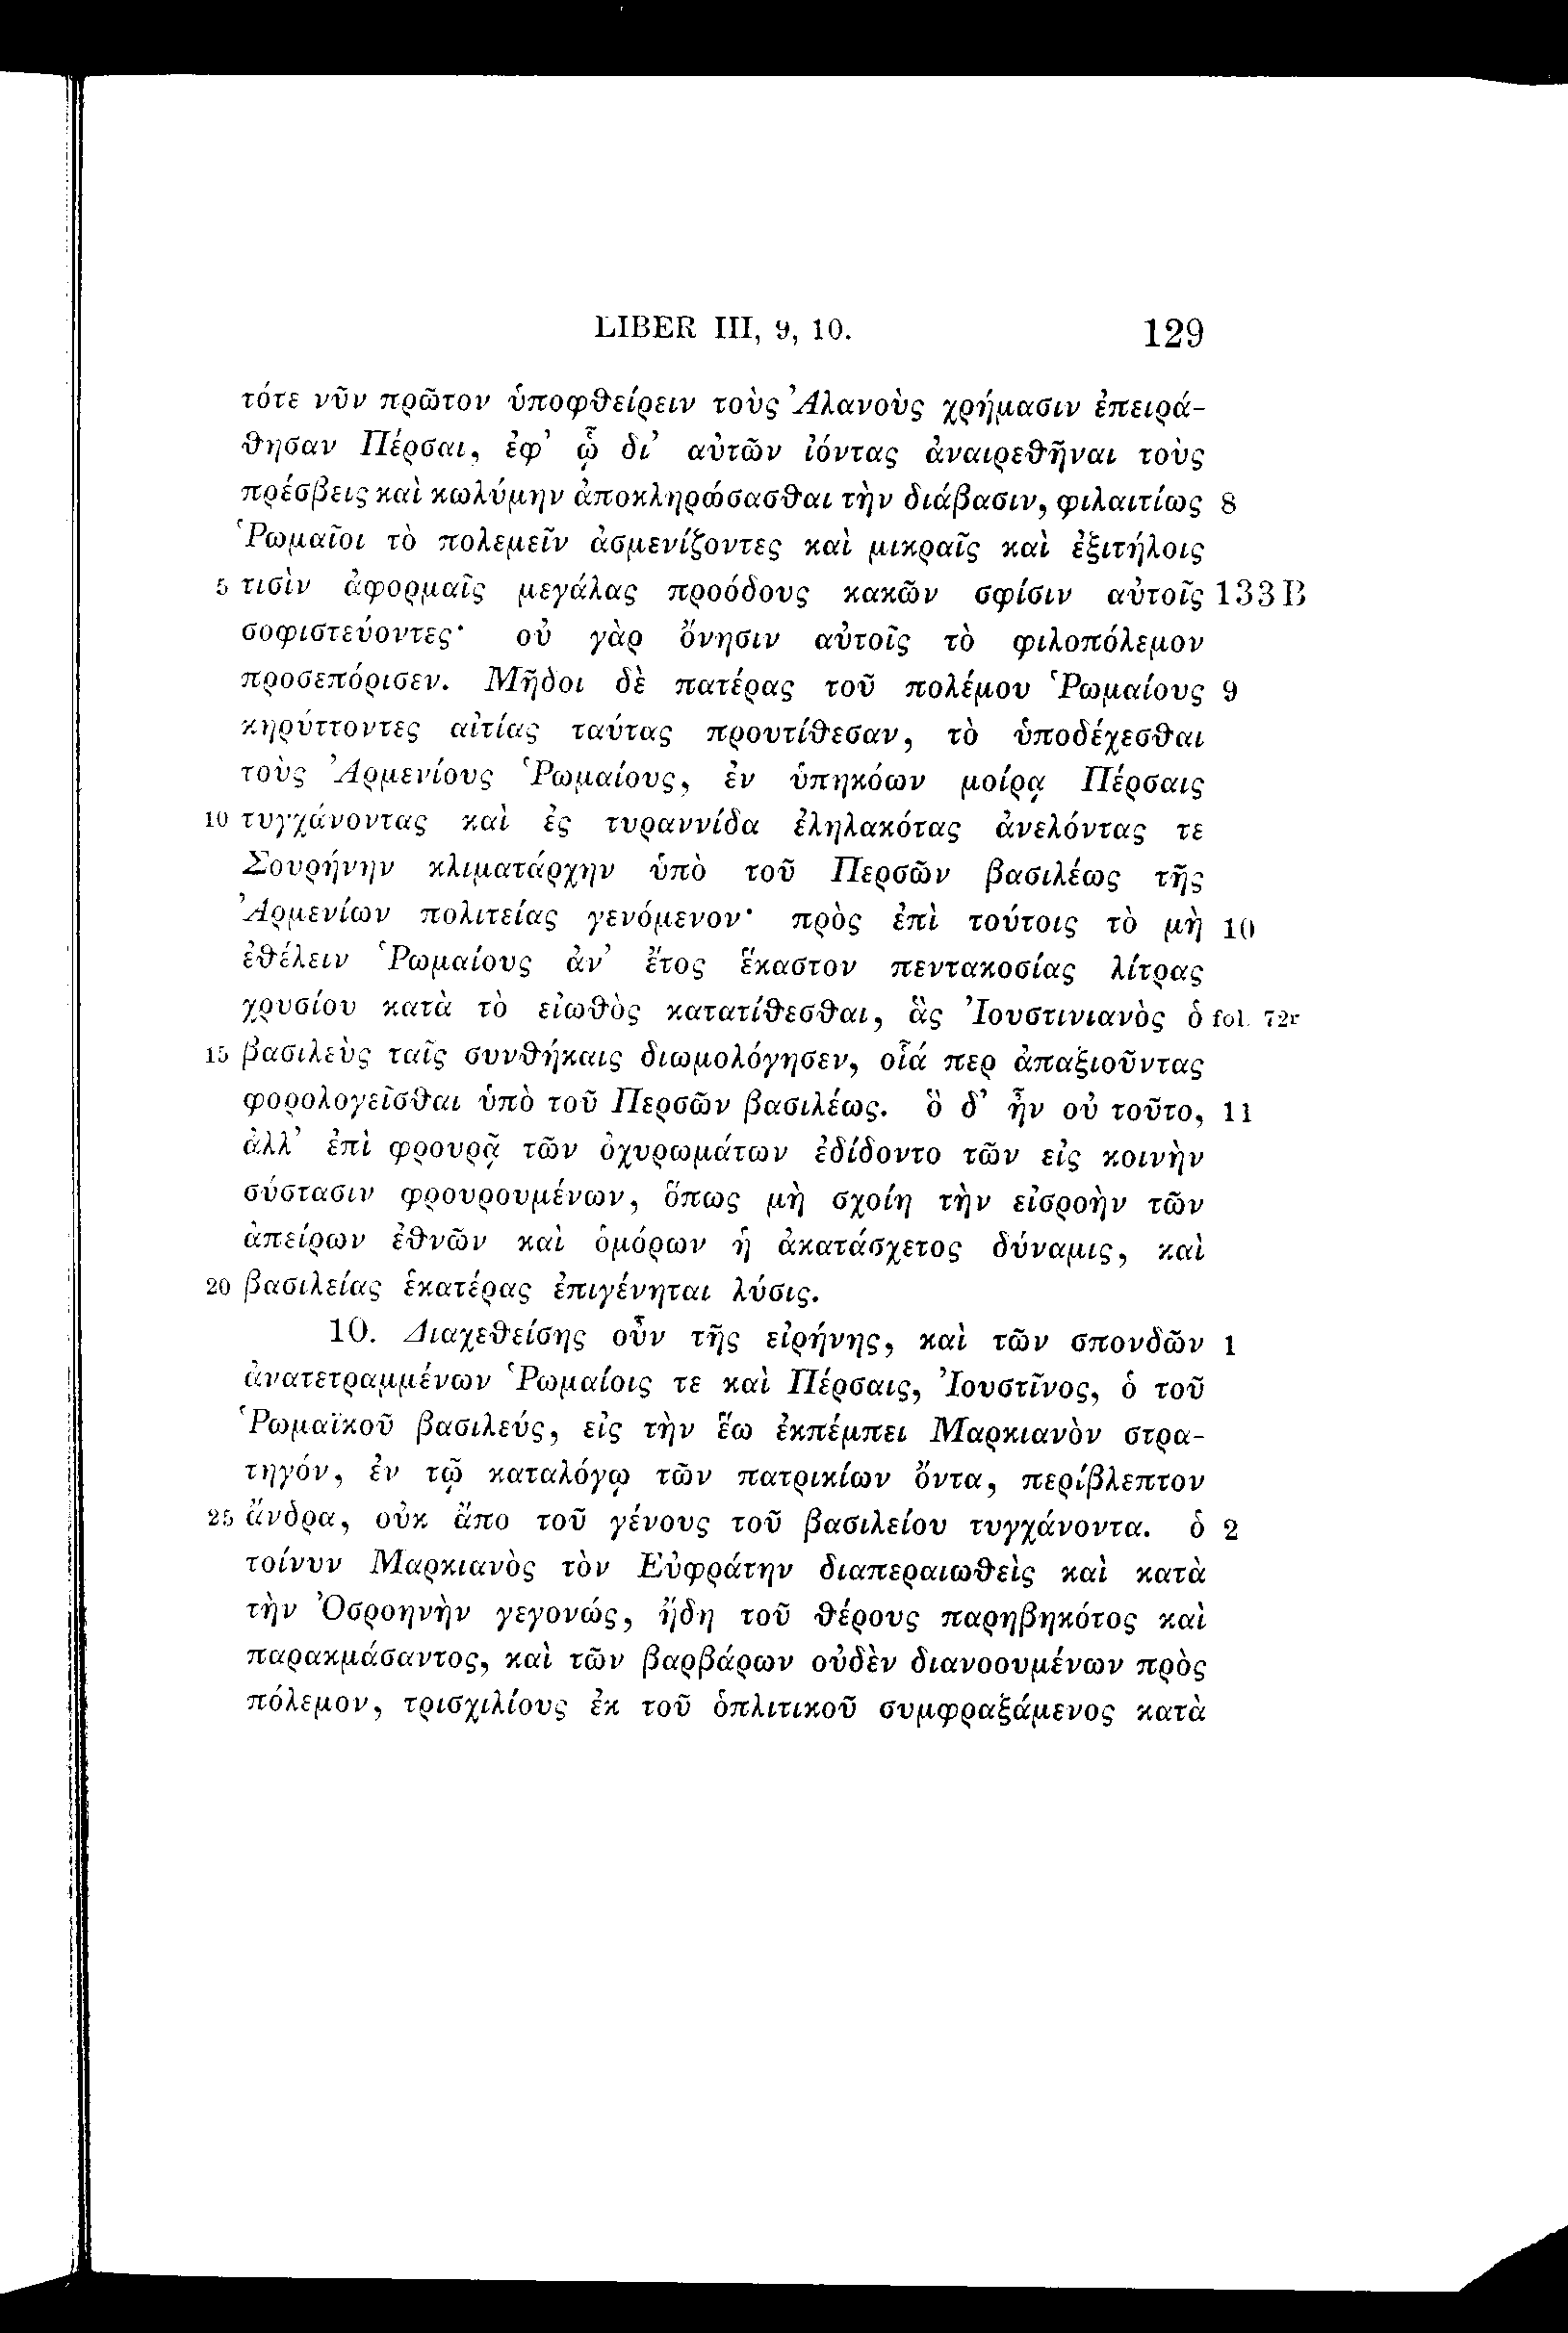 LIBER III, 9, 10. 129
τότε νῦν πρῶτον ὑποφθείρειν τοὺς Ἀλανοὺς χρήμασιν ἐπειρά-
θησαν Πέρσαι, ἐφ’ ᾧ δι’ αὐτῶν ἰόντας ἀναιρεθῆναι τοὺς
πρέσβεις καὶ κωλύμην ἀποκληρώσασθαι τὴν διάβασιν, φιλαιτίως 8
Ῥωμαῖοι τὸ πολεμεῖν ἀσμενίζοντες καὶ μικραῖς καὶ ἐξιτήλοις
5 τισὶν ἀφορμαῖς μεγάλας προόδους κακῶν σφίσιν αὐτοῖς 133 B
σοφιστεύοντες· οὐ γὰρ ὄνησιν αὐτοῖς τὸ φιλοπόλεμον
προσεπόρισεν. Μῆδοι δὲ πατέρας τοῦ πολέμου Ῥωμαίους 9
κηρύττοντες αἰτίας ταύτας προυτίθεσαν, τὸ ὑποδέχεσθαι
τοὺς Ἀρμενίους Ῥωμαίους, ἐν ὑπηκόων μοίρᾳ Πέρσαις
10 τυγχάνοντας καὶ ἐς τυραννίδα ἐληλακότας ἀνελόντας τε
Σουρήνην κλιματάρχην ὑπὸ τοῦ Περσῶν βασιλέως τῆς
Ἀρμενίων πολιτείας γενόμενον· πρὸς ἐπὶ τούτοις τὸ μὴ 10
ἐθέλειν Ῥωμαίους ἀν’ ἔτος ἕκαστον πεντακοσίας λίτρας
χρυσίου κατὰ τὸ εἰωθὸς κατατίθεσθαι, ἃς Ἰουστινιανὸς ὁ fol. 72r
15 βασιλεὺς ταῖς συνθήκαις διωμολόγησεν, οἷά περ ἀπαξιοῦντας
φορολογεῖσθαι ὑπὸ τοῦ Περσῶν βασιλέως. ὃ δ’ ἦν οὐ τοῦτο, 11
ἀλλ’ ἐπὶ φρουρᾷ τῶν ὀχυρωμάτων ἐδίδοντο τῶν εἰς κοινὴν
σύστασιν φρουρουμένων, ὅπως μὴ σχοίη τὴν εἰσροὴν τῶν
ἀπείρων ἐθνῶν καὶ ὁμόρων ἡ ἀκατάσχετος δύναμις, καὶ
20 βασιλείας ἑκατέρας ἐπιγένηται λύσις.
10. Διαχεθείσης οὖν τῆς εἰρήνης, καὶ τῶν σπονδῶν 1
ἀνατετραμμένων Ῥωμαίοις τε καὶ Πέρσαις, Ἰουστῖνος, ὁ τοῦ
Ῥωμαϊκοῦ βασιλεύς, εἰς τὴν ἕω ἐκπέμπει Μαρκιανὸν στρα-
τηγόν, ἐν τῷ καταλόγῳ τῶν πατρικίων ὄντα, περίβλεπτον
25 ἄνδρα, οὐκ ἄπο τοῦ γένους τοῦ βασιλείου τυγχάνοντα. ὁ 2
τοίνυν Μαρκιανὸς τὸν Εὐφράτην διαπεραιωθεὶς καὶ κατὰ
τὴν Ὀσροηνὴν γεγονώς, ἤδη τοῦ θέρους παρηβηκότος καὶ
παρακμάσαντος, καὶ τῶν βαρβάρων οὐδὲν διανοουμένων πρὸς
πόλεμον, τρισχιλίους ἐκ τοῦ ὁπλιτικοῦ συμφραξάμενος κατὰ